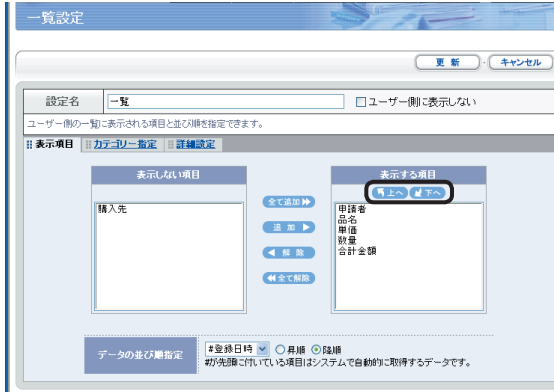 一覧設定
更 新 キャンセル
設定名 一覧 ユーザー側に表示しない
ユーザー側の一覧に表示される項目と並び順を指定できます。
表示項目 カテゴリー指定 詳細設定
表示しない項目 表示する項目
上へ 下へ
購入先
全て追加
追 加
解 除
全て解除
申請者
品名
単価
数量
合計金額
データの並び順指定 #登録日時 昇順 降順
#が先頭に付いている項目はシステムで自動的に取得するデータです。